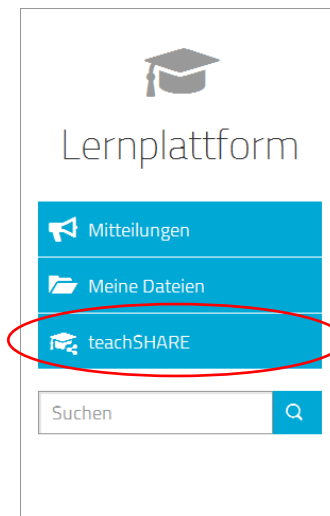 Lernplattform
Mitteilungen
Meine Dateien
teachSHARE
Suchen